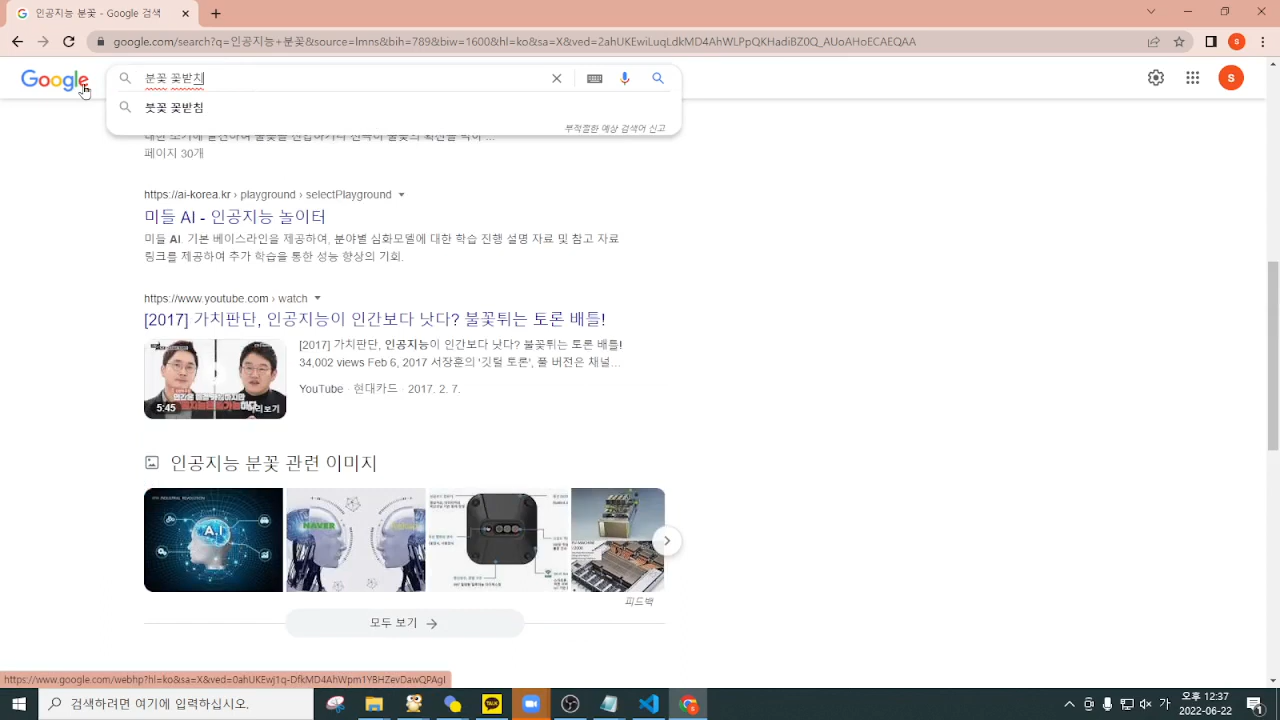 인공지능 분꽃 - Google 검색
google.com/search?q=인공지능+분꽃&source=lnms&bih=789&biw=1600&hl=ko&sa=X&ved=2ahUKEwiuqLdkMD4AhWLPpQKHadiBZ0Q_AUoAHoECAEQAA
s
Google
분꽃 꽃받침
s
붓꽃 꽃받침
부적절한 예상 검색어 신고
페이지 30개
https://ai-korea.kr › playground › selectPlayground
미들 AI - 인공지능 놀이터
미들 AI. 기본 베이스라인을 제공하여, 분야별 심화모델에 대한 학습 진행 설명 자료 및 참고 자료
링크를 제공하여 추가 학습을 통한 성능 향상의 기회.
https://www.youtube.com › watch
[2017] 가치판단, 인공지능이 인간보다 낫다? 불꽃튀는 토론 배틀!
[2017] 가치판단, 인공지능이 인간보다 낫다? 불꽃튀는 토론 배틀!
34,002 views Feb 6, 2017 서장훈의 '깃털 토론', 풀 버전은 채널...
YouTube · 현대카드 · 2017. 2. 7.
5:45
인공지능 분꽃 관련 이미지
AI
NAVER
피드백
모두 보기
https://www.google.com/webhp?hl=ko&sa=X&ved=0ahUKEwj1q-DfkMD4AhWpm1YBHZevDawQPAgI
검색하려면 여기에 입력하십시오.
TALK
가
오후 12:37
2022-06-22